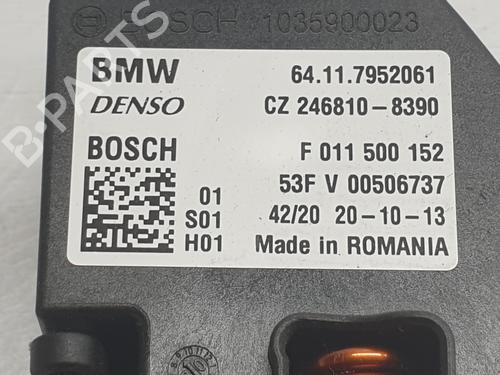 BOSCH 1035900023
BMW 64.11.7952061
DENSO CZ 246810-8390
BOSCH F 011 500 152
01 53F V 00506737
S01 42/20 20-10-13
H01 Made in ROMANIA